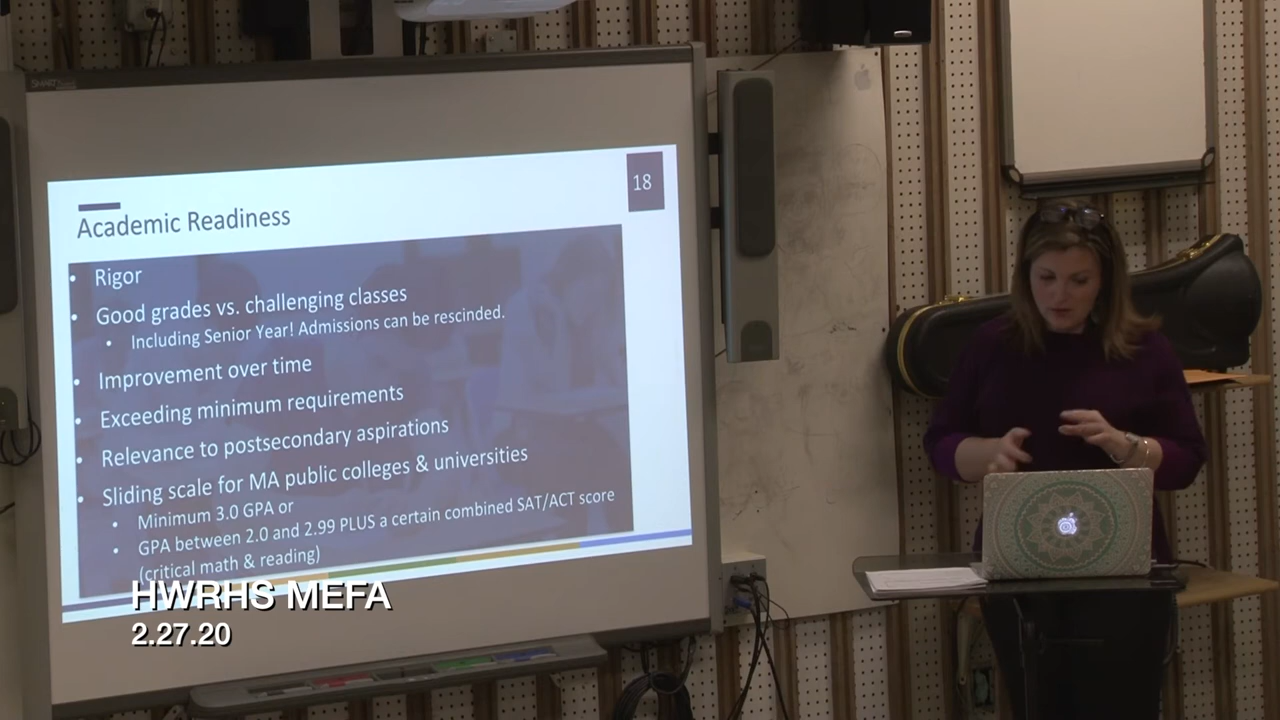 SMART
18
Academic Readiness
• Rigor
• Good grades vs. challenging classes
• Including Senior Year! Admissions can be rescinded.
• Improvement over time
• Exceeding minimum requirements
• Relevance to postsecondary aspirations
• Sliding scale for MA public colleges & universities
• Minimum 3.0 GPA or
• GPA between 2.0 and 2.99 PLUS a certain combined SAT/ACT score
(critical math & reading)
HWRHS MEFA
2.27.20